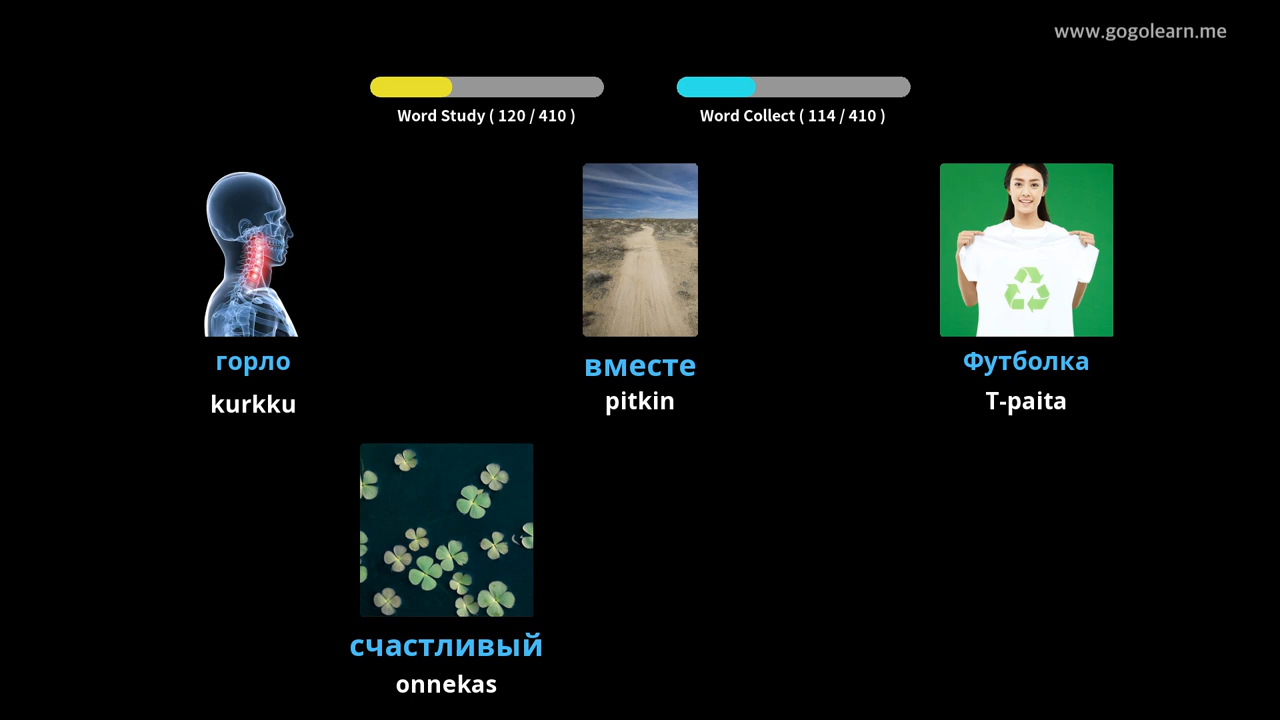 www.gogolearn.me
Word Study ( 120 / 410 )
Word Collect ( 114 / 410 )
горло
kurkku
вместе
pitkin
Футболка
T-paita
счастливый
onnekas